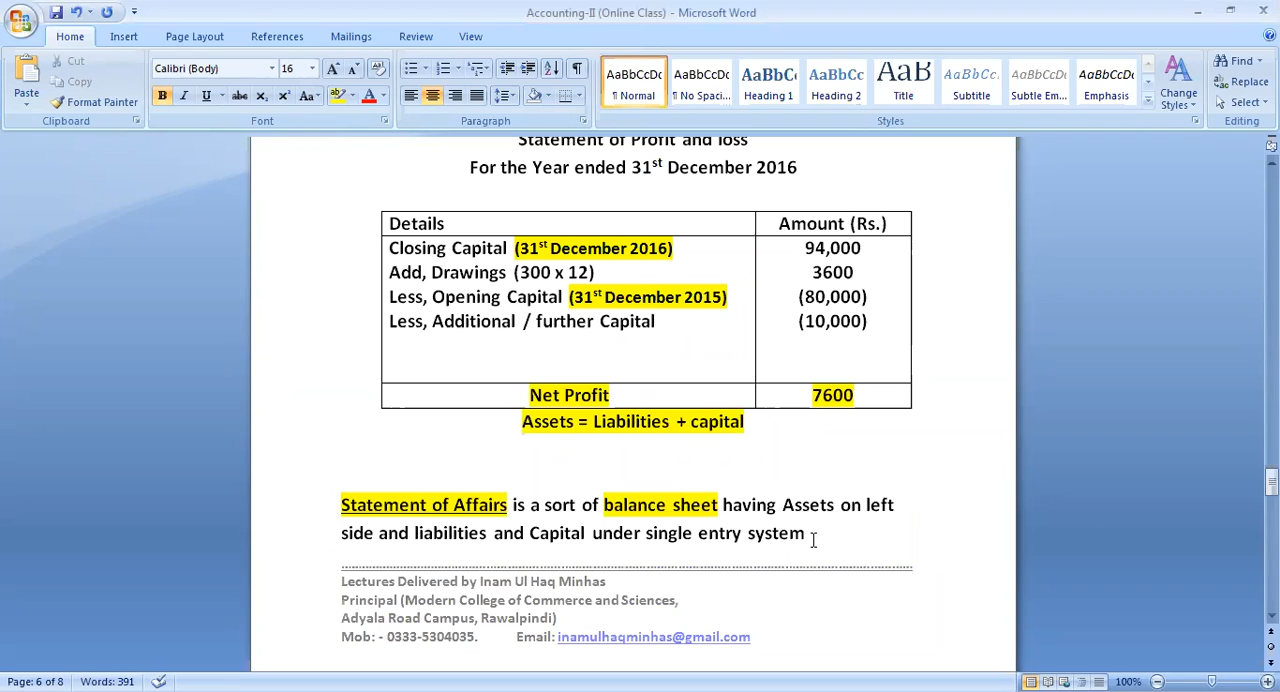 Accounting-II (Online Class) - Microsoft Word
Home Insert Page Layout References Mailings Review View
Paste
Cut
Copy
Format Painter
Clipboard
Calibri (Body) 16
B I U abc X₂ X² Aa
Font
Paragraph
AaBbCcDc AaBbCcDc AaBbC AaBbCc AaB AaBbCc. AaBbCcDc AaBbCcDc
¶ Normal ¶ No Spaci... Heading 1 Heading 2 Title Subtitle Subtle Em... Emphasis
Change
Styles
Styles
Find
Replace
Select
Editing
Statement of Profit and loss
For the Year ended 31st December 2016
Details Amount (Rs.)
Closing Capital (31st December 2016) 94,000
Add, Drawings (300 x 12) 3600
Less, Opening Capital (31st December 2015) (80,000)
Less, Additional / further Capital (10,000)
Net Profit 7600
Assets = Liabilities + capital
Statement of Affairs is a sort of balance sheet having Assets on left
side and liabilities and Capital under single entry system
Lectures Delivered by Inam Ul Haq Minhas
Principal (Modern College of Commerce and Sciences,
Adyala Road Campus, Rawalpindi)
Mob: - 0333-5304035. Email: inamulhaqminhas@gmail.com
Page: 6 of 8 Words: 391 100%